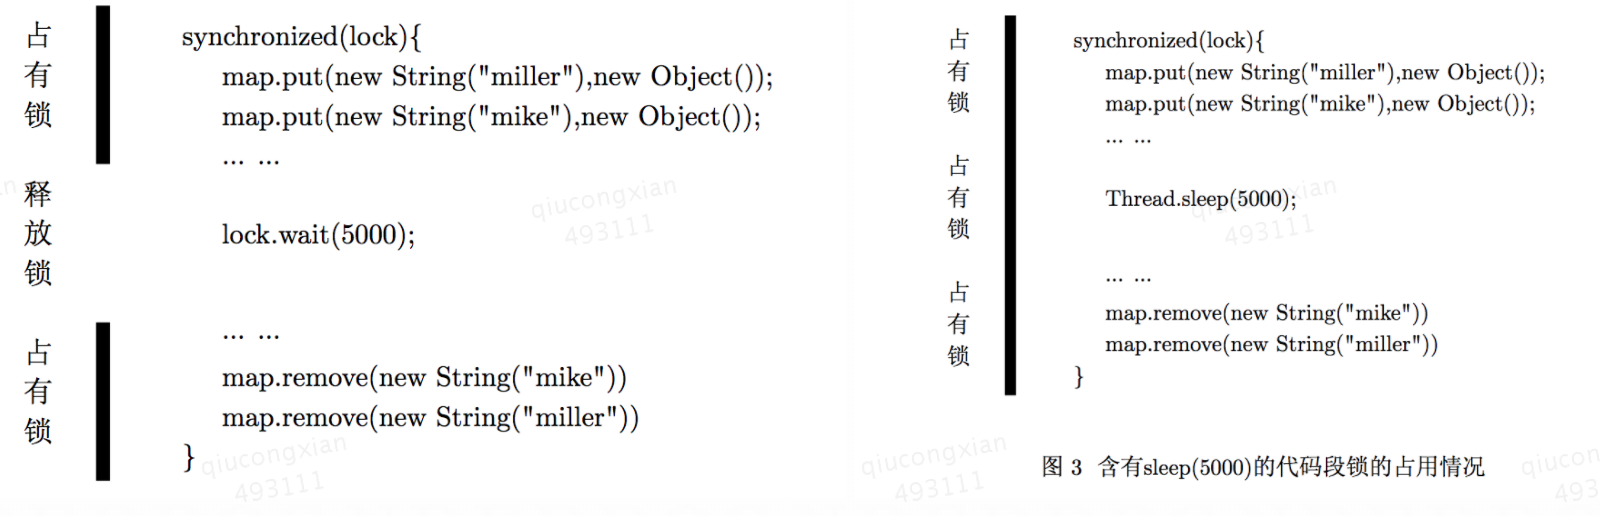 占有锁
释放锁
占有锁
synchronized(lock){
map.put(new String("miller"),new Object());
map.put(new String("mike"),new Object());
... ...
lock.wait(5000);
... ...
map.remove(new String("mike"))
map.remove(new String("miller"))
}
qiucongxian
493111
qiucongxian
493111
占有锁
占有锁
占有锁
synchronized(lock){
map.put(new String("miller"),new Object());
map.put(new String("mike"),new Object());
... ...
Thread.sleep(5000);
... ...
map.remove(new String("mike"))
map.remove(new String("miller"))
}
图 3 含有sleep(5000)的代码段锁的占用情况
xian
493111
qiucongxian
493111
qiucong
493